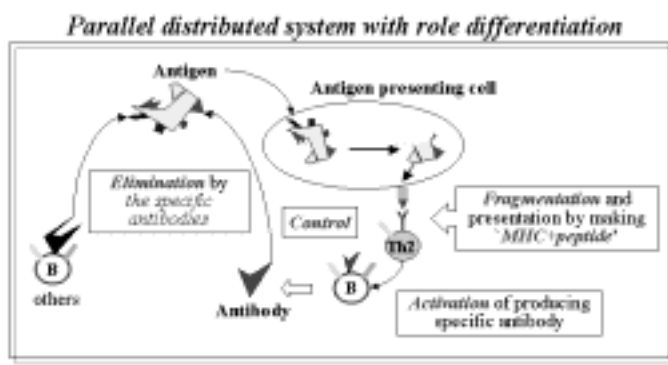 Parallel distributed system with role differentiation
Antigen
Antigen presenting cell
Elimination by
the specific
antibodies
Control
Fragmentation and
presentation by making
`MHC+peptide'
Th2
B
others
Antibody
B
Activation of producing
specific antibody